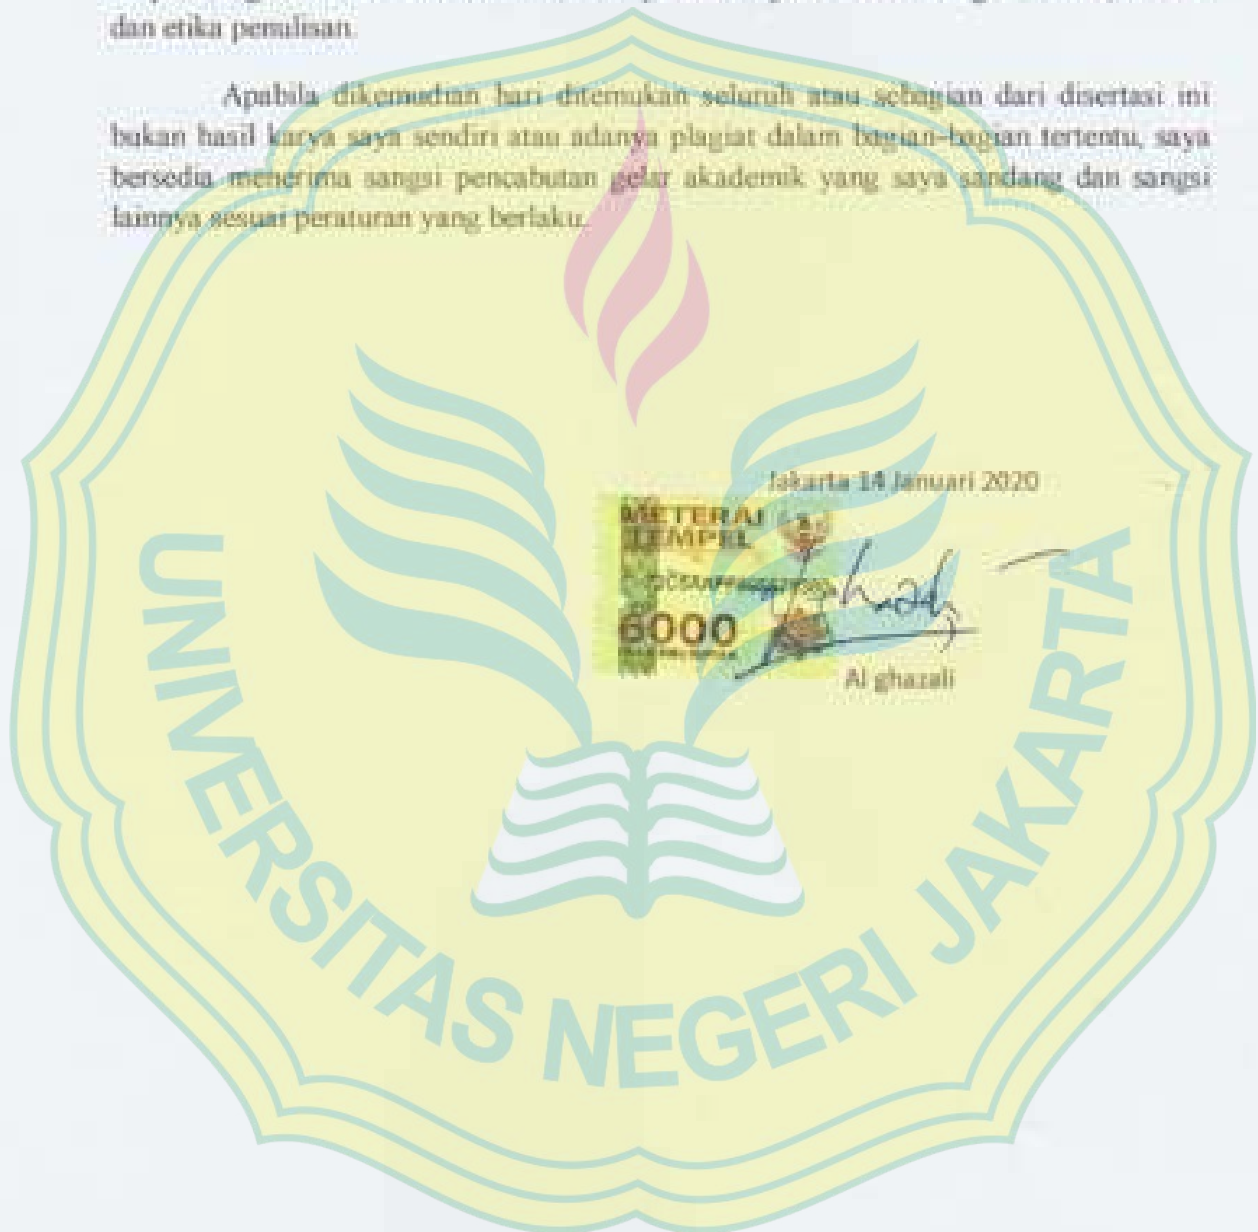 dan etika penulisan.
Apabila dikemudian hari ditemukan seluruh atau sebagian dari disertasi ini
bukan hasil karya saya sendiri atau adanya plagiat dalam bagian-bagian tertentu, saya
bersedia menerima sangsi pencabutan gelar akademik yang saya sandang dan sangsi
lainnya sesuai peraturan yang berlaku.
Jakarta 14 Januari 2020
METERAI
TEMPEL
6000
Al ghazali
UNIVERSITAS NEGERI JAKARTA